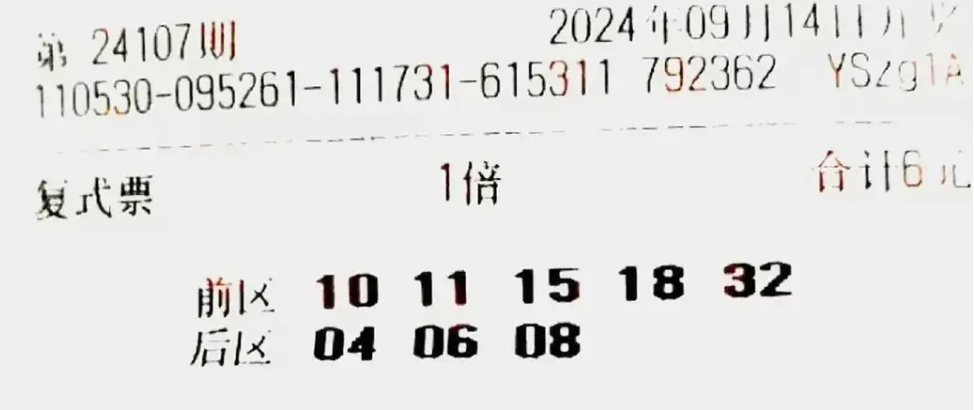 第 24107期 2024年09月14日开奖
110530-095261-111731-615311 792362 YSzg1A
复式票 1倍 合计6元
前区 10 11 15 18 32
后区 04 06 08